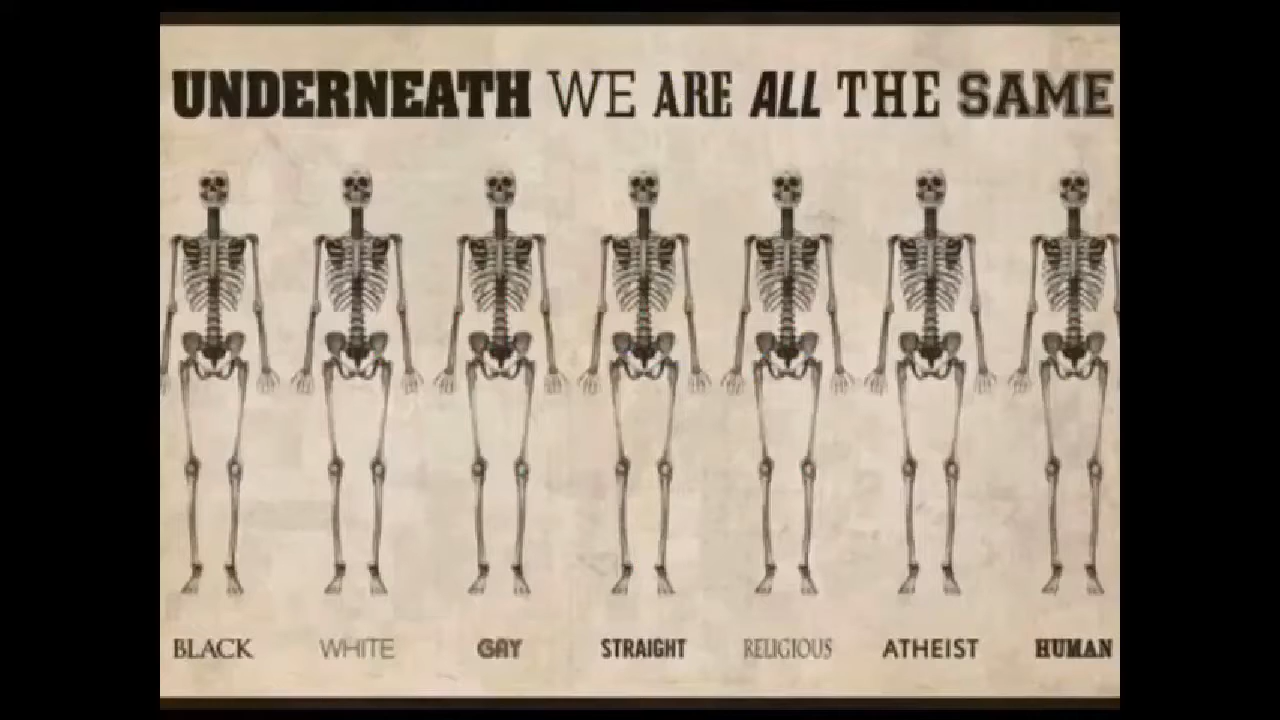 UNDERNEATH WE ARE ALL THE SAME
BLACK WHITE GAY STRAIGHT RELIGIOUS ATHEIST HUMAN